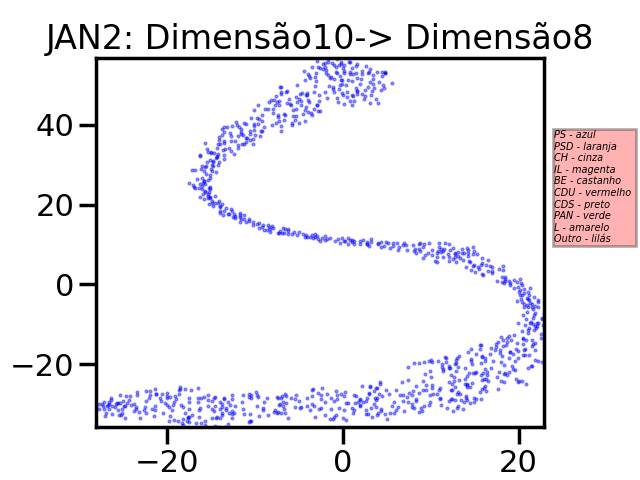 JAN2: Dimensão10-> Dimensão8
40
20
0
−20
−20
0
20
PS - azul
PSD - laranja
CH - cinza
IL - magenta
BE - castanho
CDU - vermelho
CDS - preto
PAN - verde
L - amarelo
Outro - lilás